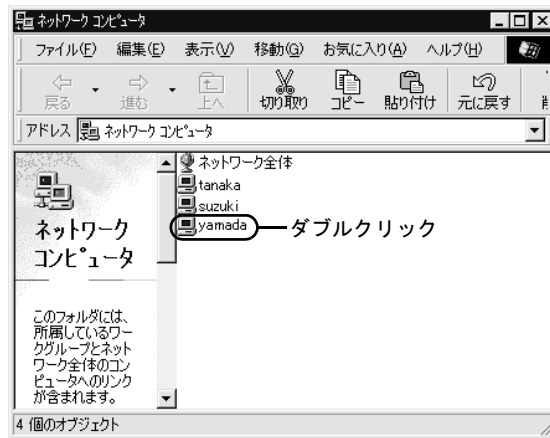 ネットワーク コンピュータ
ファイル(F) 編集(E) 表示(V) 移動(G) お気に入り(A) ヘルプ(H)
戻る 進む 上へ 切り取り コピー 貼り付け 元に戻す
アドレス ネットワーク コンピュータ
ネットワーク
コンピュータ
このフォルダには、
所属しているワー
クグループとネット
ワーク全体のコン
ピュータへのリンク
が含まれます。
ネットワーク全体
tanaka
suzuki
yamada ダブルクリック
4 個のオブジェクト